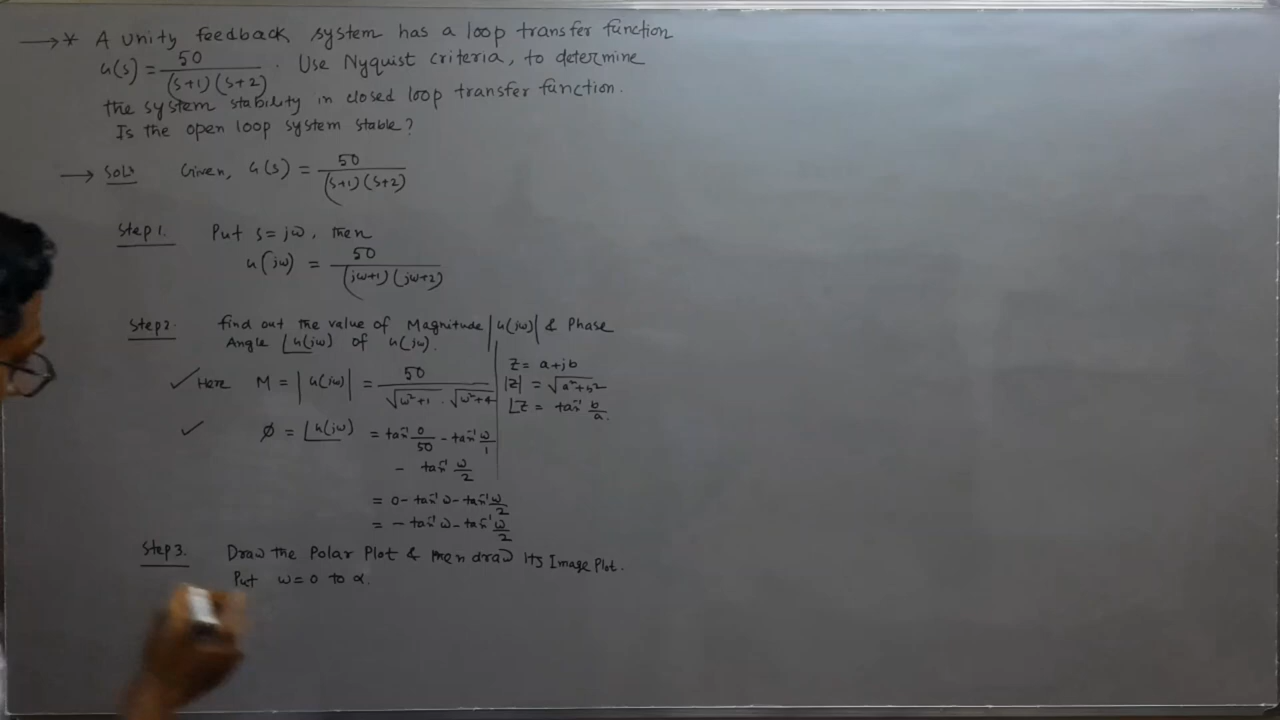 → * A unity feedback system has a loop transfer function
G(s) = 50 / (s+1)(s+2) . Use Nyquist criteria, to determine
the system stability in closed loop transfer function.
Is the open loop system stable?
→ Solⁿ Given, G(s) = 50 / (s+1)(s+2)
Step 1. Put s = jω, then
G(jω) = 50 / (jω+1)(jω+2)
Step 2. find out the value of Magnitude |G(jω)| & Phase
Angle ∠G(jω) of G(jω).
✓ Here M = |G(jω)| = 50 / √ω²+1 . √ω²+4
z = a+jb
|z| = √a²+b²
∠z = tan⁻¹ b/a.
✓ φ = ∠G(jω) = tan⁻¹ 0/50 - tan⁻¹ ω/1
- tan⁻¹ ω/2
= 0 - tan⁻¹ ω - tan⁻¹ ω/2
= - tan⁻¹ ω - tan⁻¹ ω/2
Step 3. Draw the Polar Plot & then draw its Image Plot.
Put ω = 0 to α.